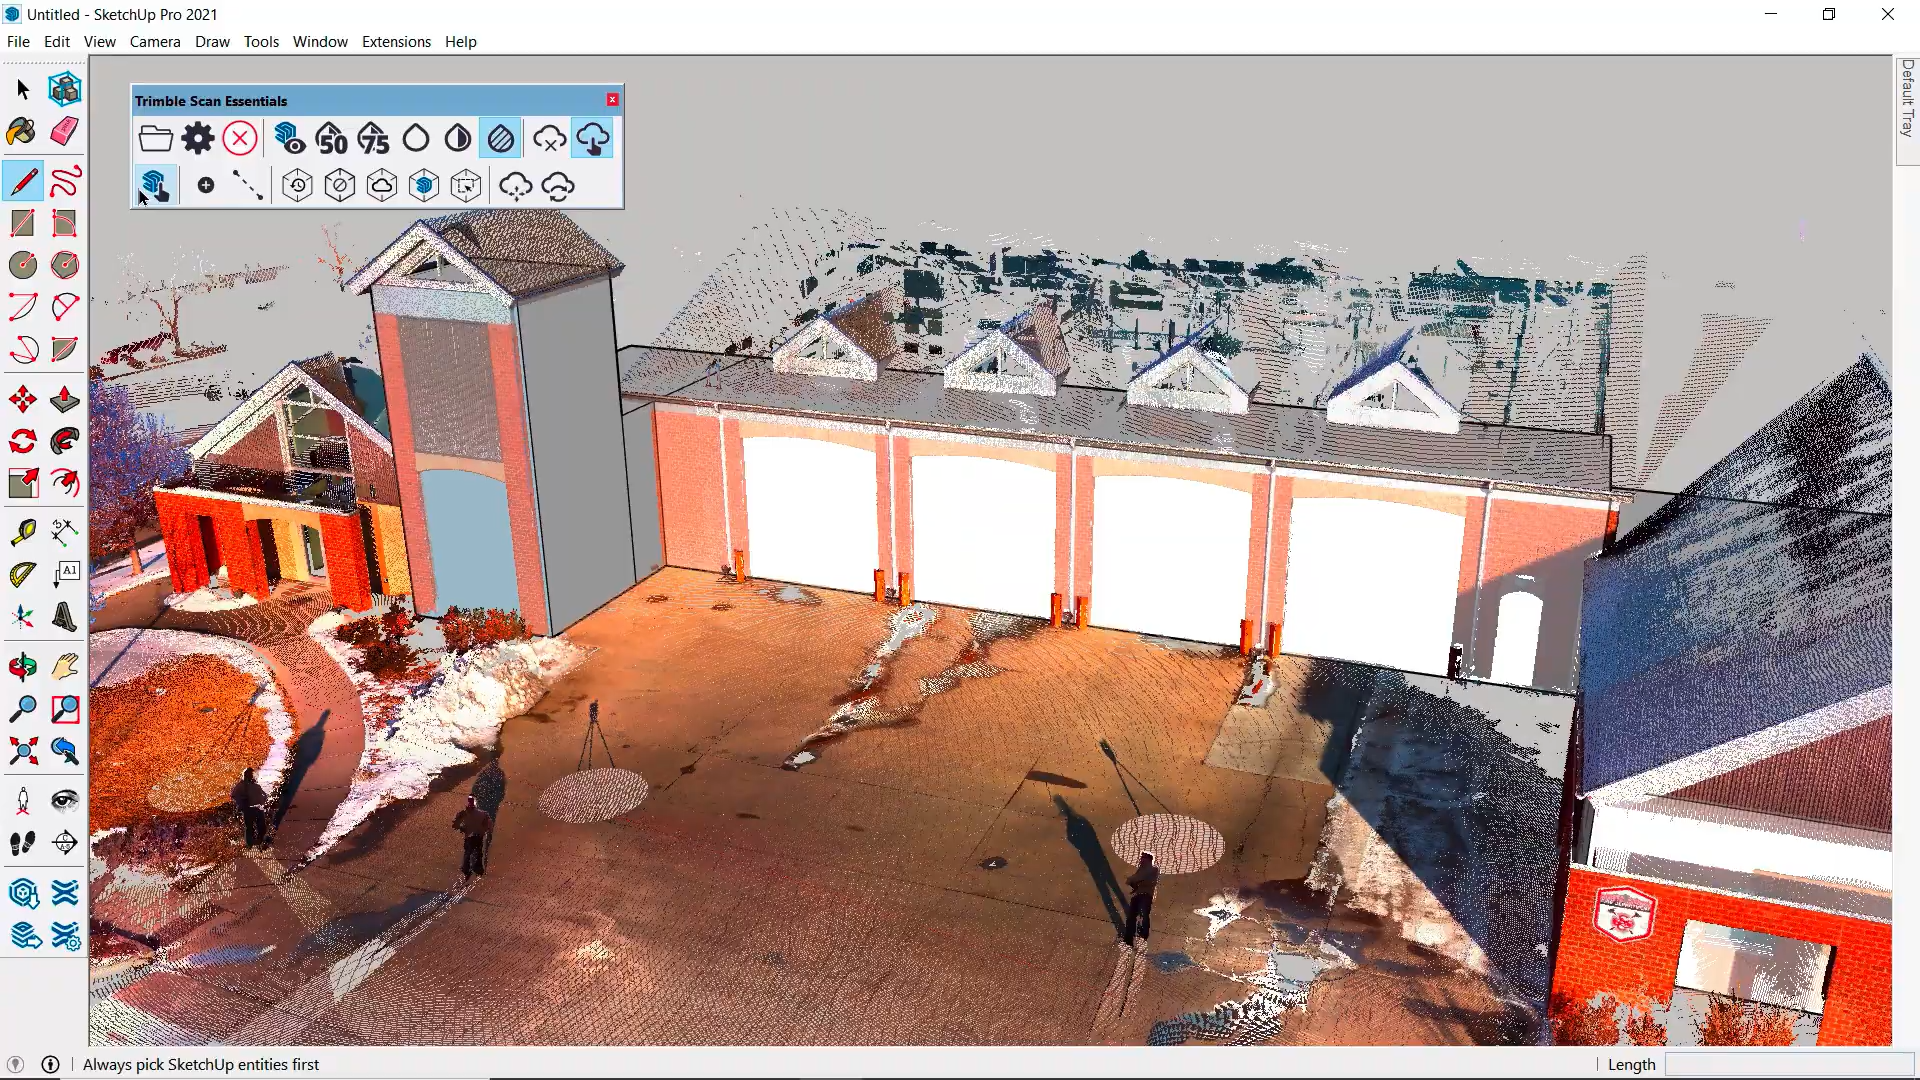 Untitled - SketchUp Pro 2021
File Edit View Camera Draw Tools Window Extensions Help
Default Tray
Trimble Scan Essentials
50 75
A1
Always pick SketchUp entities first
Length